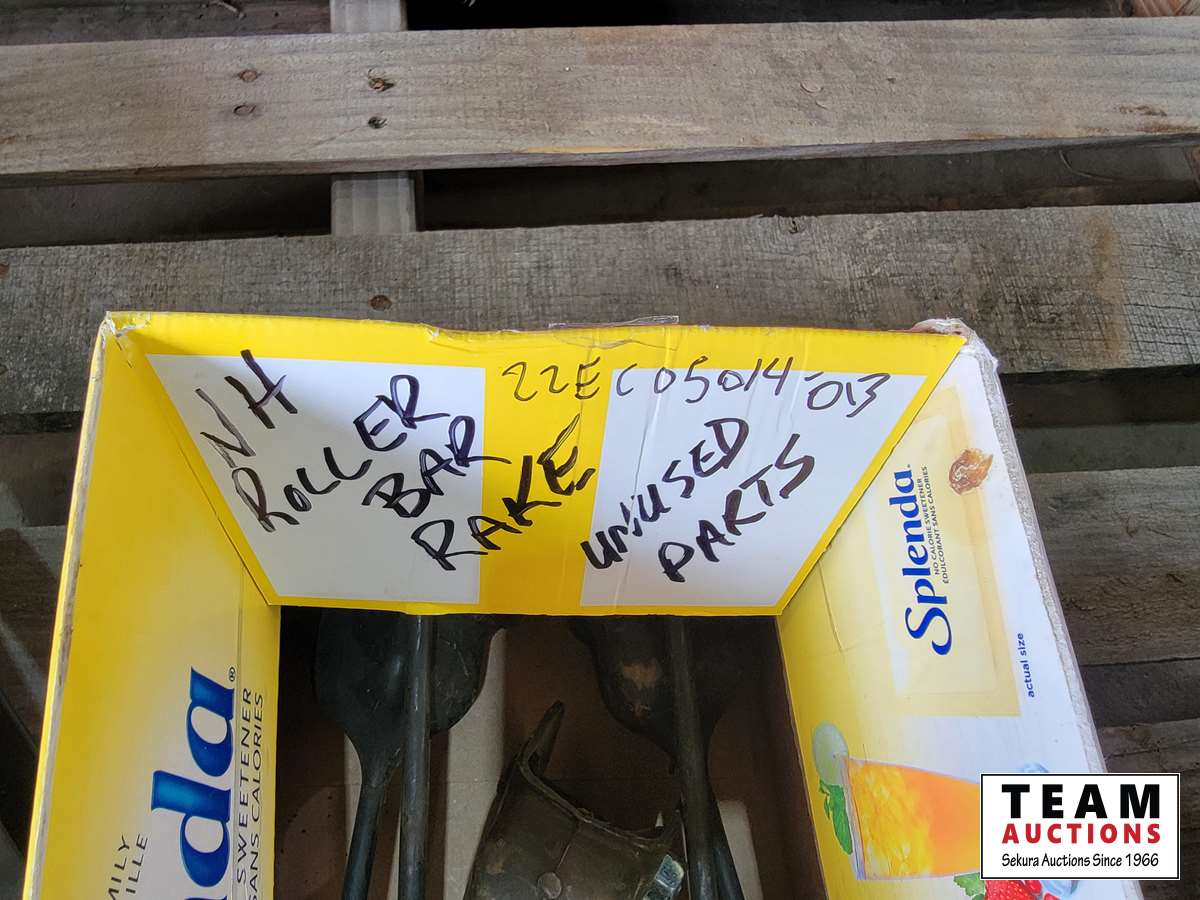 22EC05014-013
NH
ROLLER
BAR
RAKE
UNUSED
PARTS
Splenda®
NO CALORIE SWEETENER
EDULCORANT SANS CALORIES
actual size
nda®
SWEETENER
SANS CALORIES
MILY
ILLE
TEAM
AUCTIONS
Sekura Auctions Since 1966